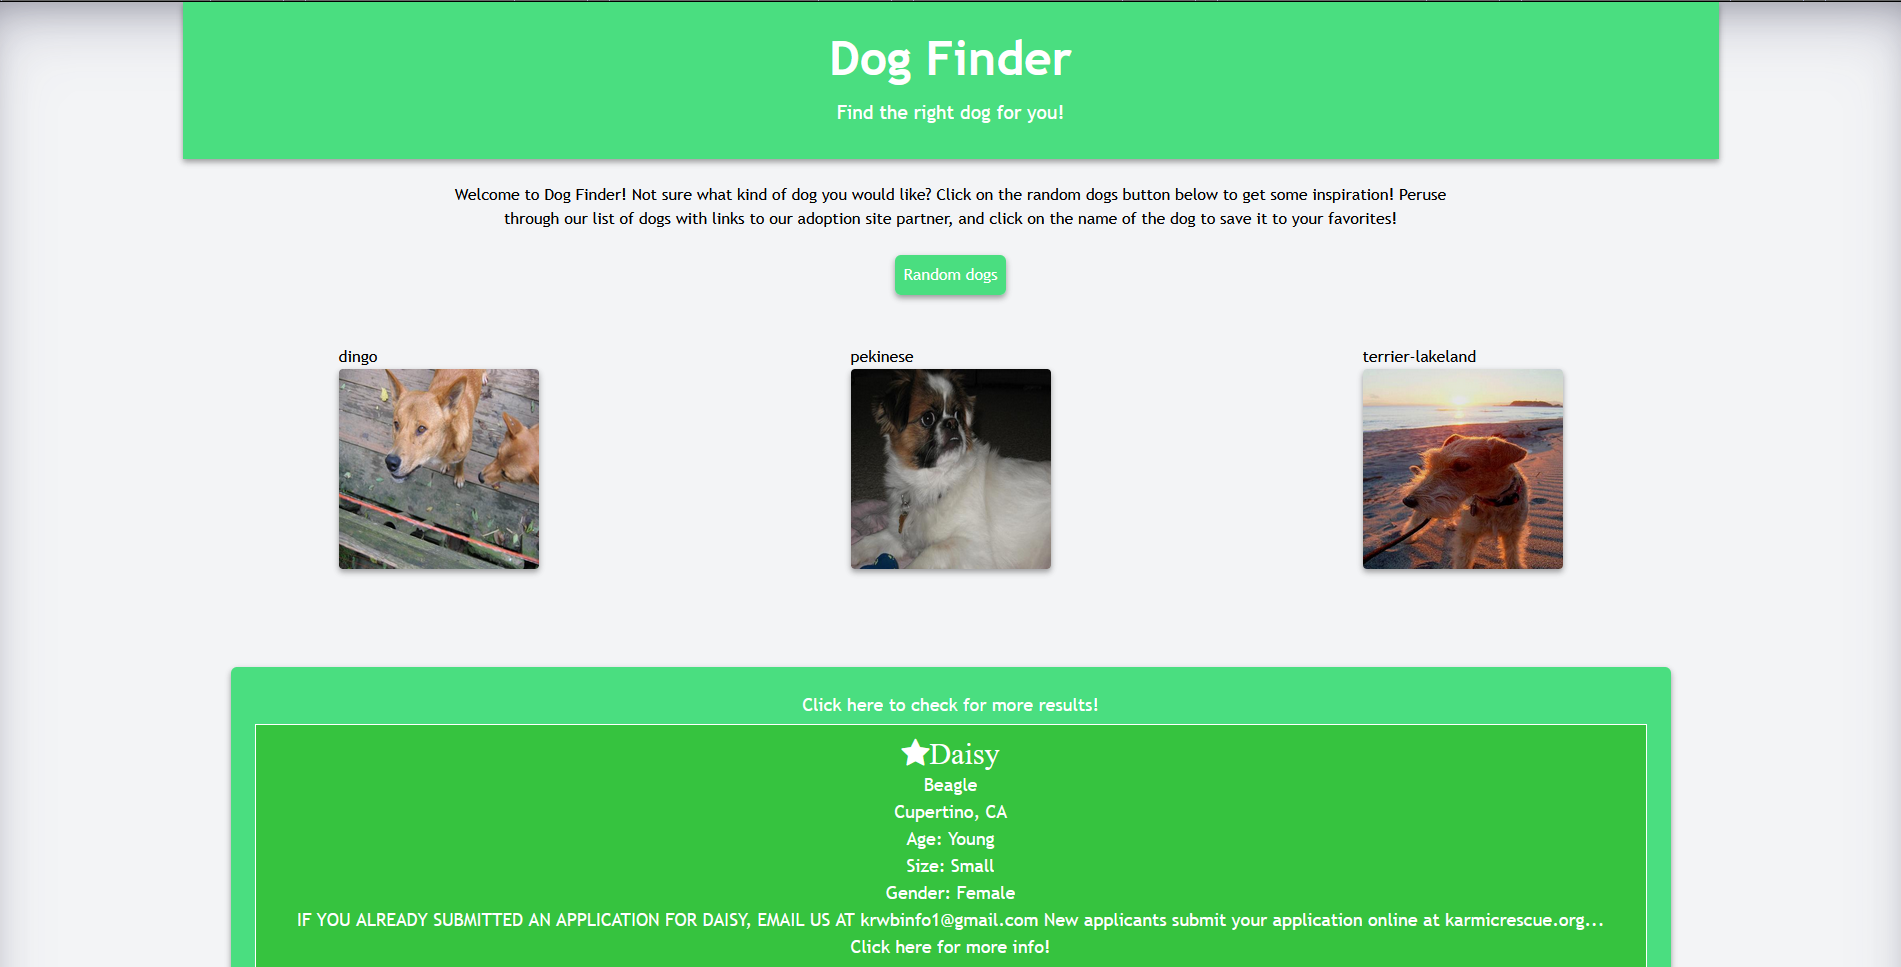 Dog Finder
Find the right dog for you!
Welcome to Dog Finder! Not sure what kind of dog you would like? Click on the random dogs button below to get some inspiration! Peruse
through our list of dogs with links to our adoption site partner, and click on the name of the dog to save it to your favorites!
Random dogs
dingo
pekinese
terrier-lakeland
Click here to check for more results!
Daisy
Beagle
Cupertino, CA
Age: Young
Size: Small
Gender: Female
IF YOU ALREADY SUBMITTED AN APPLICATION FOR DAISY, EMAIL US AT krwbinfo1@gmail.com New applicants submit your application online at karmicrescue.org...
Click here for more info!